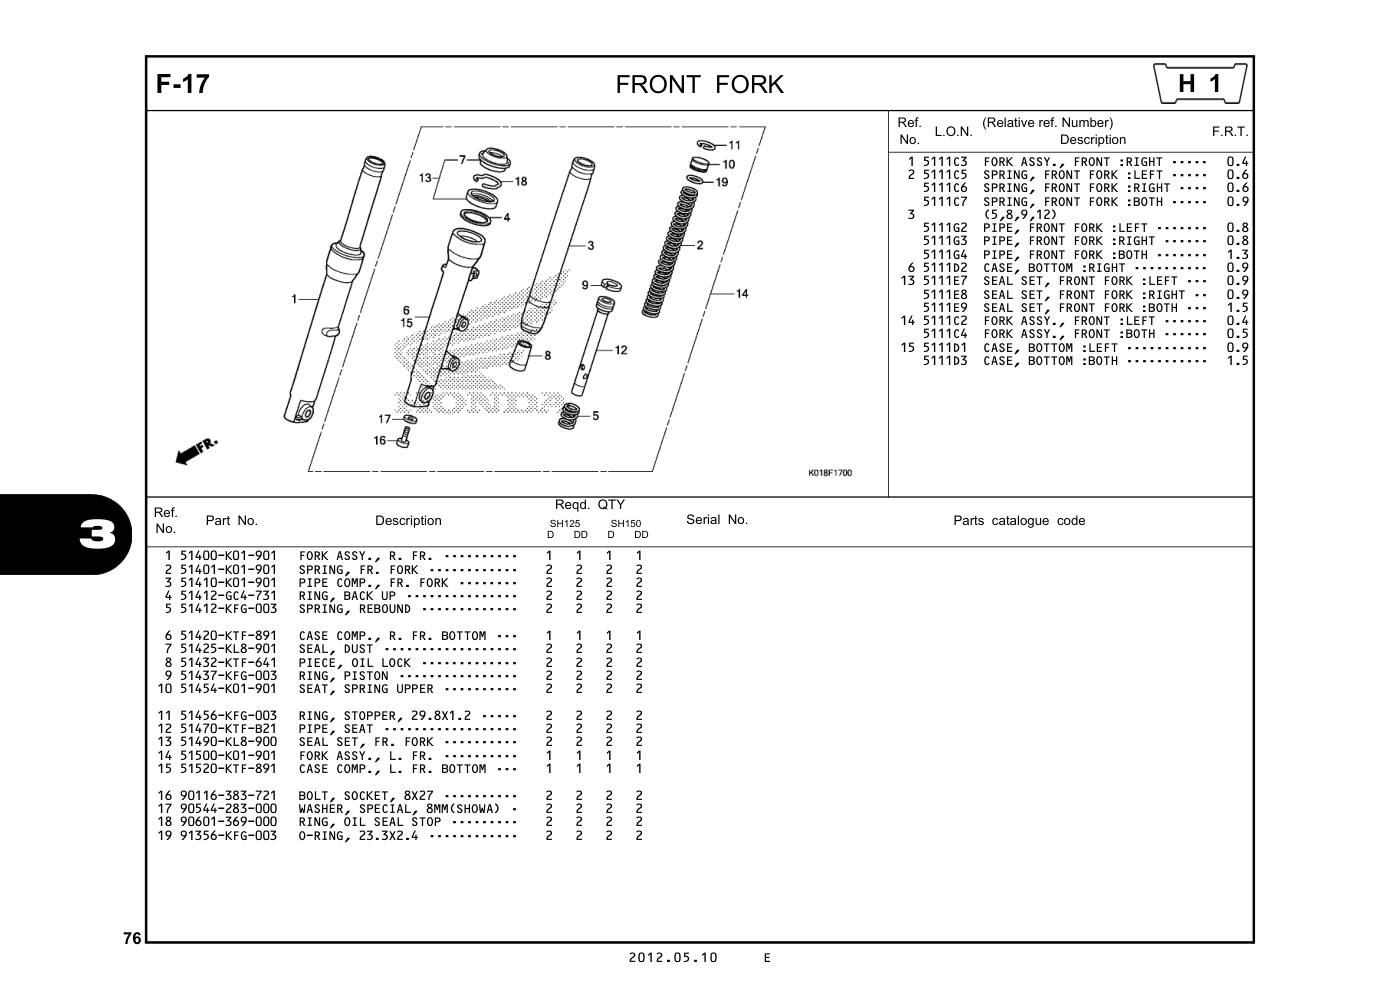 F-17
FRONT FORK
H 1
11
7
10
18
13
19
4
3
2
9
14
1
6
15
12
8
5
17
16
FR.
HONDA
K018F1700
Ref. No. L.O.N. (Relative ref. Number) Description F.R.T.
1 5111C3 FORK ASSY., FRONT :RIGHT ····· 0.4
2 5111C5 SPRING, FRONT FORK :LEFT ···· 0.6
5111C6 SPRING, FRONT FORK :RIGHT ···· 0.6
5111C7 SPRING, FRONT FORK :BOTH ···· 0.9
3 (5,8,9,12)
5111G2 PIPE, FRONT FORK :LEFT ······· 0.8
5111G3 PIPE, FRONT FORK :RIGHT ······ 0.8
5111G4 PIPE, FRONT FORK :BOTH ······· 1.3
6 5111D2 CASE, BOTTOM :RIGHT ·········· 0.9
13 5111E7 SEAL SET, FRONT FORK :LEFT ··· 0.9
5111E8 SEAL SET, FRONT FORK :RIGHT ·· 0.9
5111E9 SEAL SET, FRONT FORK :BOTH ··· 1.5
14 5111C2 FORK ASSY., FRONT :LEFT ······ 0.4
5111C4 FORK ASSY., FRONT :BOTH ······ 0.5
15 5111D1 CASE, BOTTOM :LEFT ··········· 0.9
5111D3 CASE, BOTTOM :BOTH ··········· 1.5
3
Ref. No. Part No. Description Reqd. QTY Serial No. Parts catalogue code
SH125 SH150
D DD D DD
1 51400-K01-901 FORK ASSY., R. FR. ·········· 1 1 1 1
2 51401-K01-901 SPRING, FR. FORK ············ 2 2 2 2
3 51410-K01-901 PIPE COMP., FR. FORK ········ 2 2 2 2
4 51412-GC4-731 RING, BACK UP ··············· 2 2 2 2
5 51412-KFG-003 SPRING, REBOUND ············· 2 2 2 2
6 51420-KTF-891 CASE COMP., R. FR. BOTTOM ··· 1 1 1 1
7 51425-KL8-901 SEAL, DUST ·················· 2 2 2 2
8 51432-KTF-641 PIECE, OIL LOCK ············· 2 2 2 2
9 51437-KFG-003 RING, PISTON ················ 2 2 2 2
10 51454-K01-901 SEAT, SPRING UPPER ·········· 2 2 2 2
11 51456-KFG-003 RING, STOPPER, 29.8X1.2 ····· 2 2 2 2
12 51470-KTF-B21 PIPE, SEAT ·················· 2 2 2 2
13 51490-KL8-900 SEAL SET, FR. FORK ·········· 2 2 2 2
14 51500-K01-901 FORK ASSY., L. FR. ·········· 1 1 1 1
15 51520-KTF-891 CASE COMP., L. FR. BOTTOM ··· 1 1 1 1
16 90116-383-721 BOLT, SOCKET, 8X27 ·········· 2 2 2 2
17 90544-283-000 WASHER, SPECIAL, 8MM(SHOWA) · 2 2 2 2
18 90601-369-000 RING, OIL SEAL STOP ········· 2 2 2 2
19 91356-KFG-003 O-RING, 23.3X2.4 ············ 2 2 2 2
76
2012.05.10 E